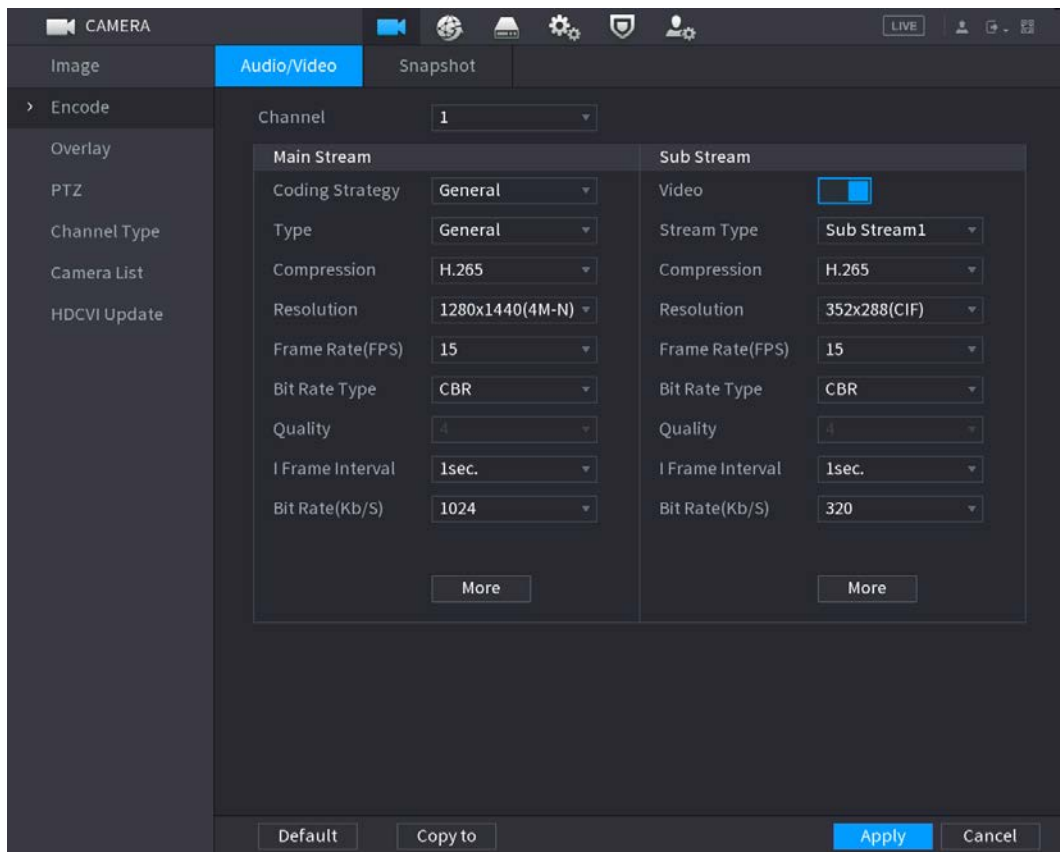 CAMERA
LIVE
Image
Encode
Overlay
PTZ
Channel Type
Camera List
HDCVI Update
Audio/Video Snapshot
Channel 1
Main Stream
Coding Strategy General
Type General
Compression H.265
Resolution 1280x1440(4M-N)
Frame Rate(FPS) 15
Bit Rate Type CBR
Quality 4
I Frame Interval 1sec.
Bit Rate(Kb/S) 1024
More
Sub Stream
Video
Stream Type Sub Stream1
Compression H.265
Resolution 352x288(CIF)
Frame Rate(FPS) 15
Bit Rate Type CBR
Quality 4
I Frame Interval 1sec.
Bit Rate(Kb/S) 320
More
Default Copy to Apply Cancel